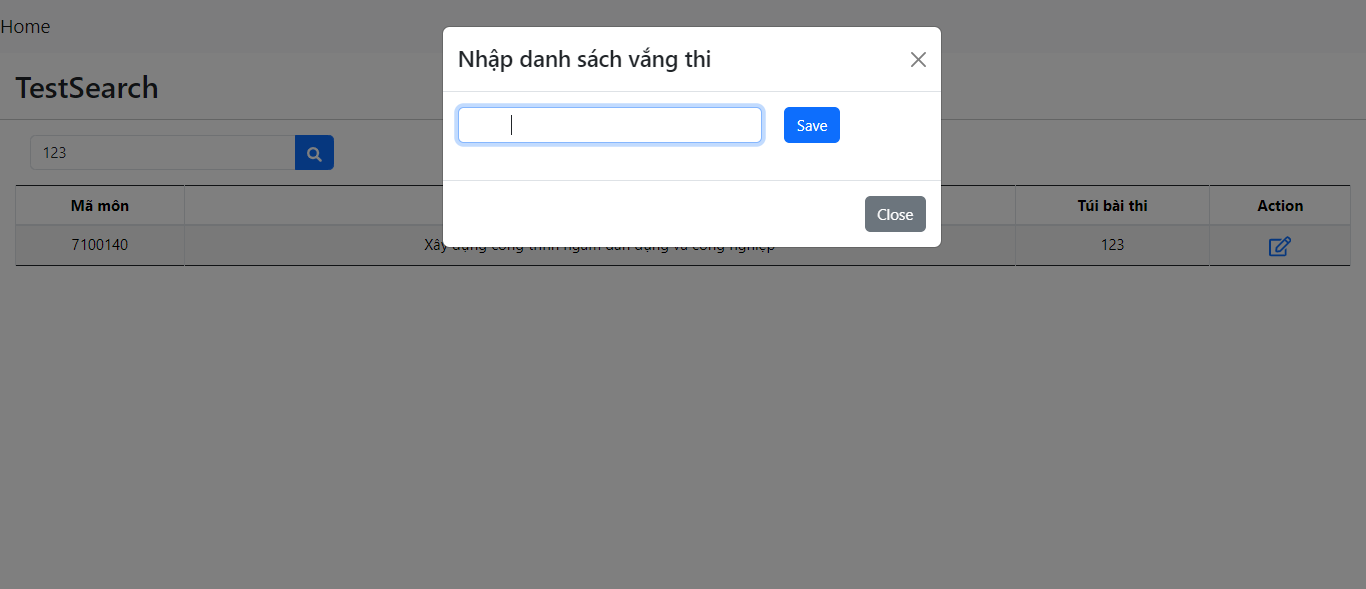 Home
Nhập danh sách vắng thi
TestSearch
Save
123
Mã môn
Túi bài thi
Action
Close
7100140
Xây dựng công trình ngầm dân dụng và công nghiệp
123